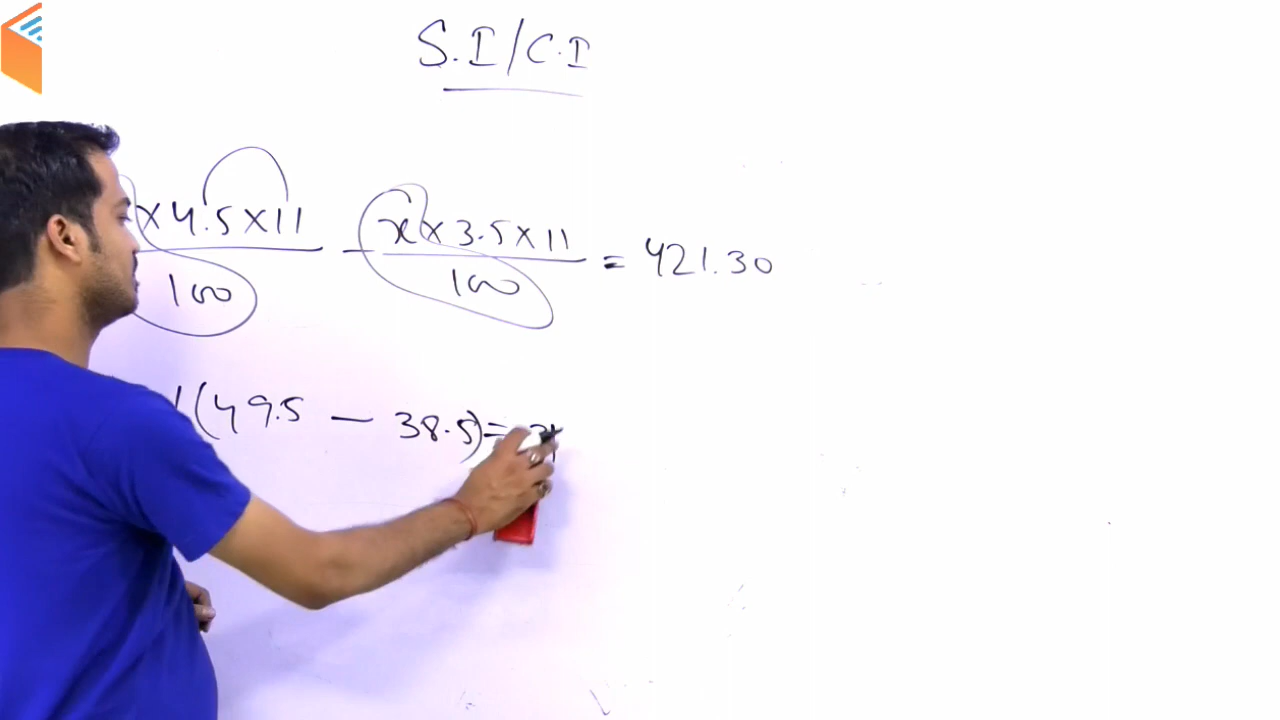 S.I/C.I
x 4.5 x 11 — x x 3.5 x 11 = 421.30
100 100
(49.5 — 38.5) =